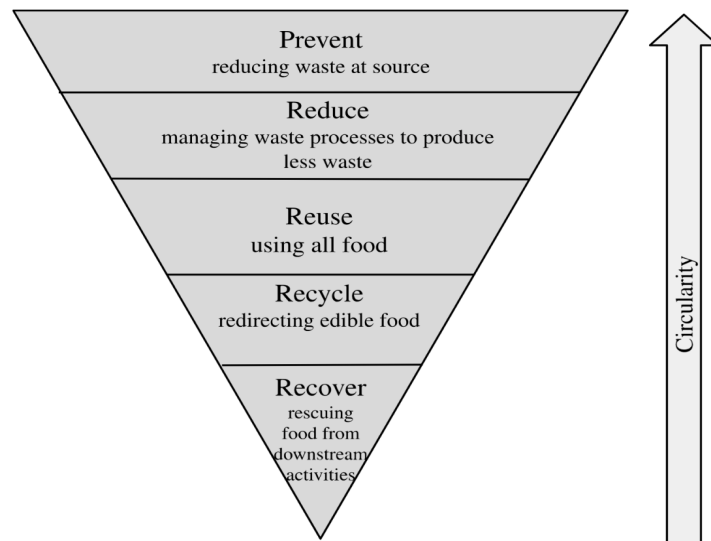 Prevent
reducing waste at source
Reduce
managing waste processes to produce
less waste
Reuse
using all food
Recycle
redirecting edible food
Recover
rescuing
food from
downstream
activities
Circularity